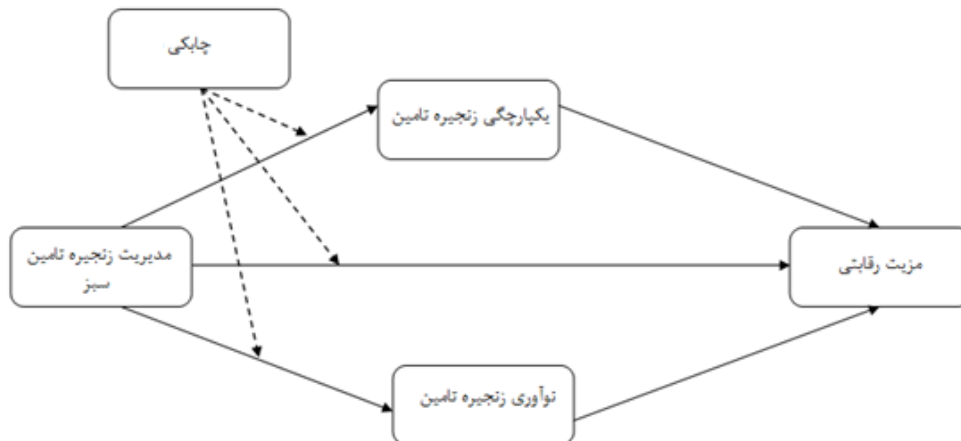 چابکی
یکپارچگی زنجیره تامین
مدیریت زنجیره تامین
سبز
مزیت رقابتی
نوآوری زنجیره تامین